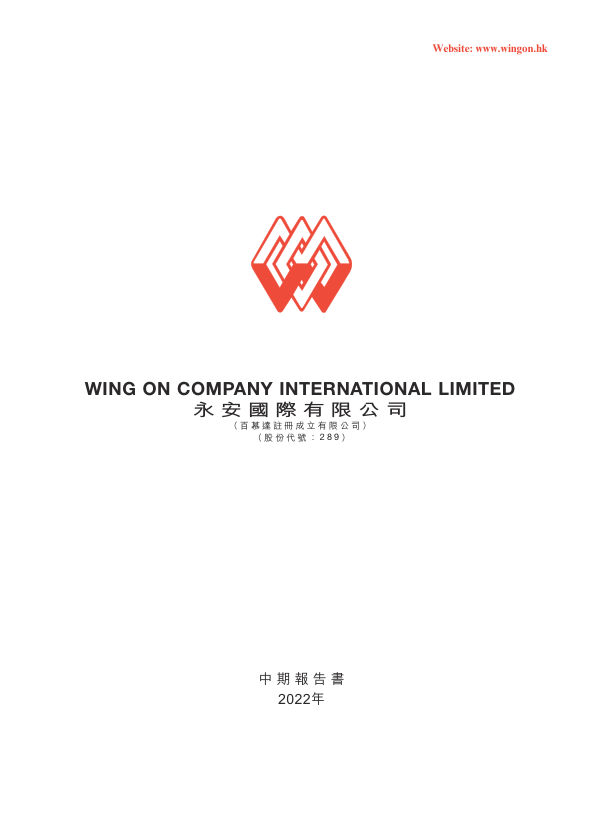 Website: www.wingon.hk
WING ON COMPANY INTERNATIONAL LIMITED
永安國際有限公司
（百慕達註冊成立有限公司）
（股份代號：289）
中期報告書
2022年